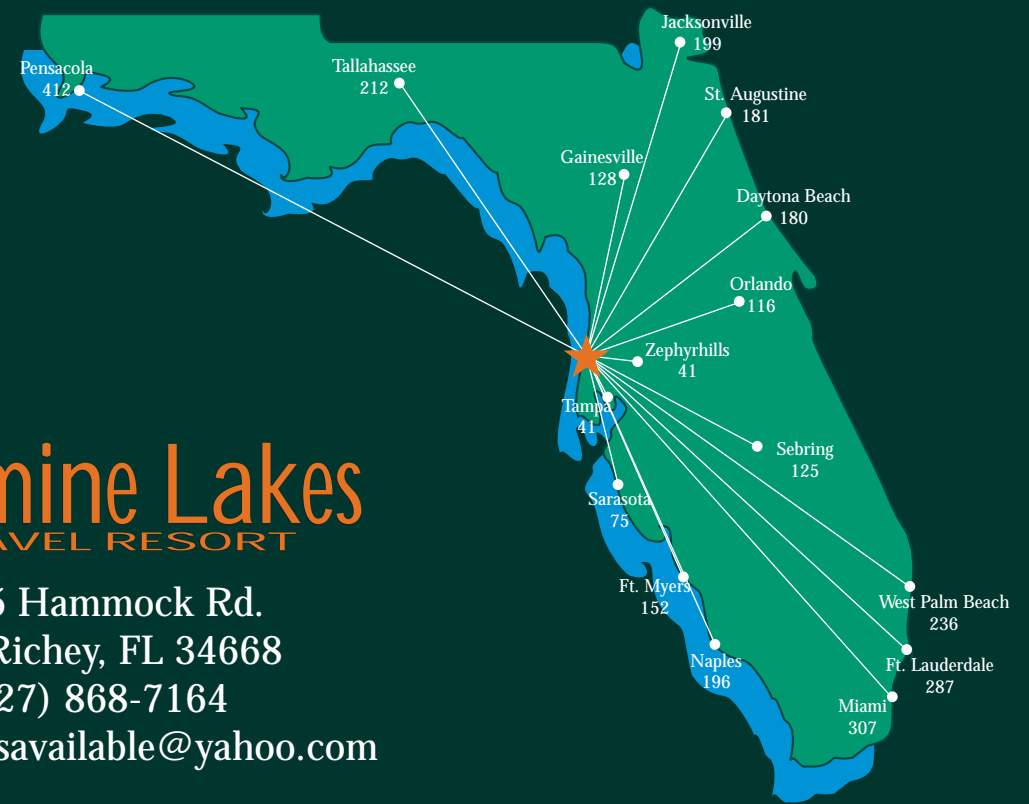 Jacksonville
199
Pensacola
412
Tallahassee
212
St. Augustine
181
Gainesville
128
Daytona Beach
180
Orlando
116
Zephyrhills
41
Tampa
41
Sebring
125
Sarasota
75
Ft. Myers
152
West Palm Beach
236
Naples
196
Ft. Lauderdale
287
Miami
307
mine Lakes
AVEL RESORT
Hammock Rd.
Richey, FL 34668
27) 868-7164
savailable@yahoo.com